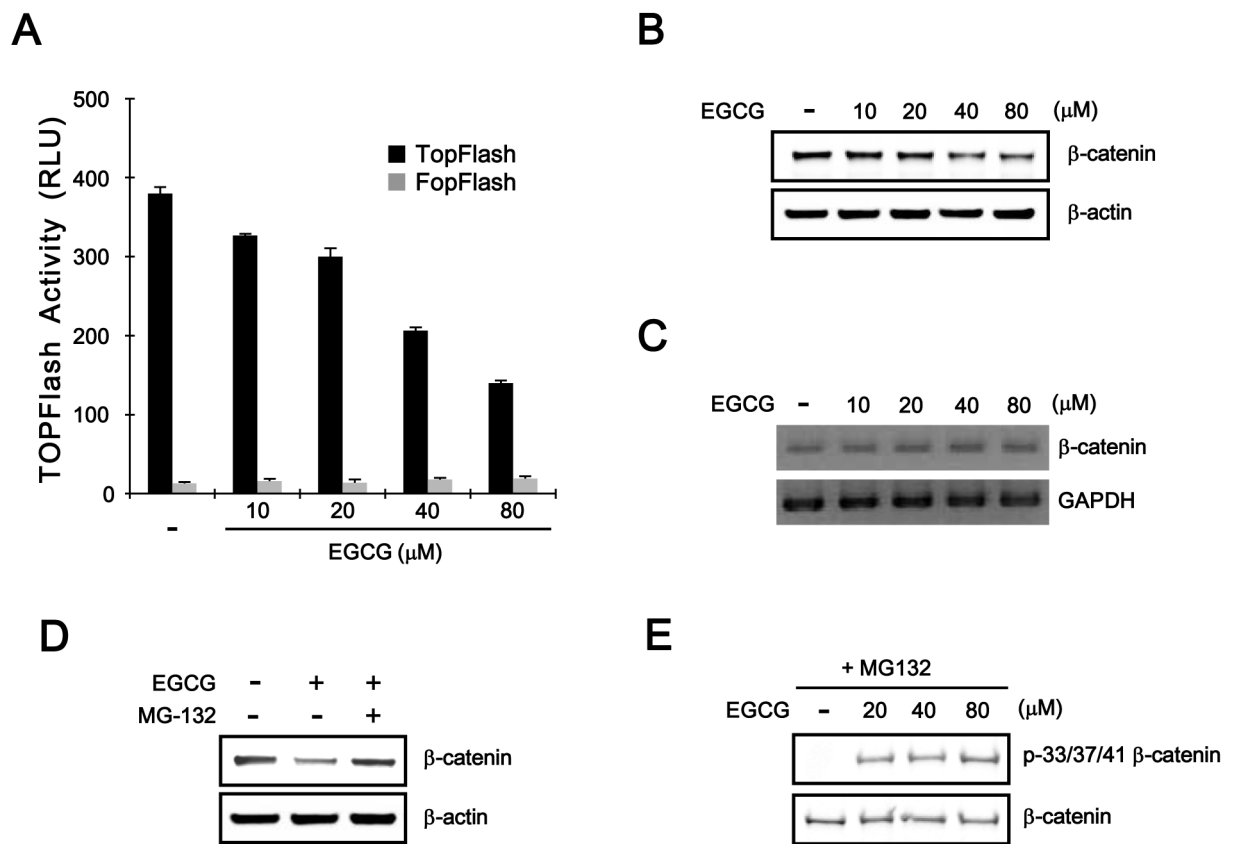 A
TOPFlash Activity (RLU)
500
400
300
200
100
0
TopFlash
FopFlash
- 10 20 40 80
EGCG (μM)
B
EGCG - 10 20 40 80 (μM)
β-catenin
β-actin
C
EGCG - 10 20 40 80 (μM)
β-catenin
GAPDH
D
EGCG - + +
MG-132 - - +
β-catenin
β-actin
E
+ MG132
EGCG - 20 40 80 (μM)
p-33/37/41 β-catenin
β-catenin